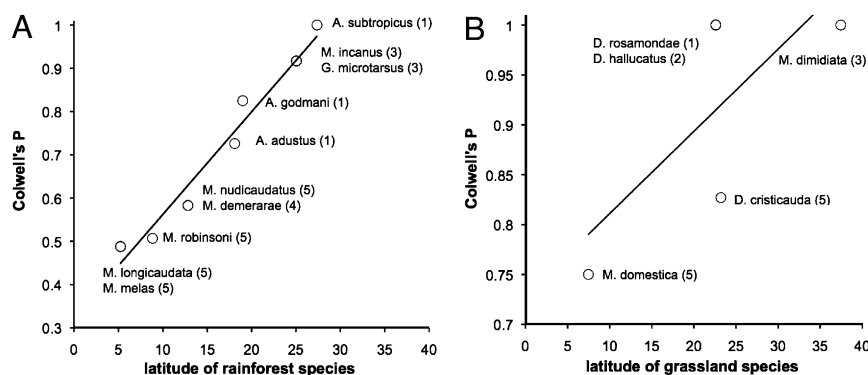 A
Colwell's P
1
0.9
0.8
0.7
0.6
0.5
0.4
0.3
A. subtropicus (1)
M. incanus (3)
G. microtarsus (3)
A. godmani (1)
A. adustus (1)
M. nudicaudatus (5)
M. demerarae (4)
M. robinsoni (5)
M. longicaudata (5)
M. melas (5)
0 5 10 15 20 25 30 35 40
latitude of rainforest species
B
Colwell's P
1
0.95
0.9
0.85
0.8
0.75
0.7
D. rosamondae (1)
D. hallucatus (2)
M. dimidiata (3)
D. cristicauda (5)
M. domestica (5)
0 5 10 15 20 25 30 35 40
latitude of grassland species